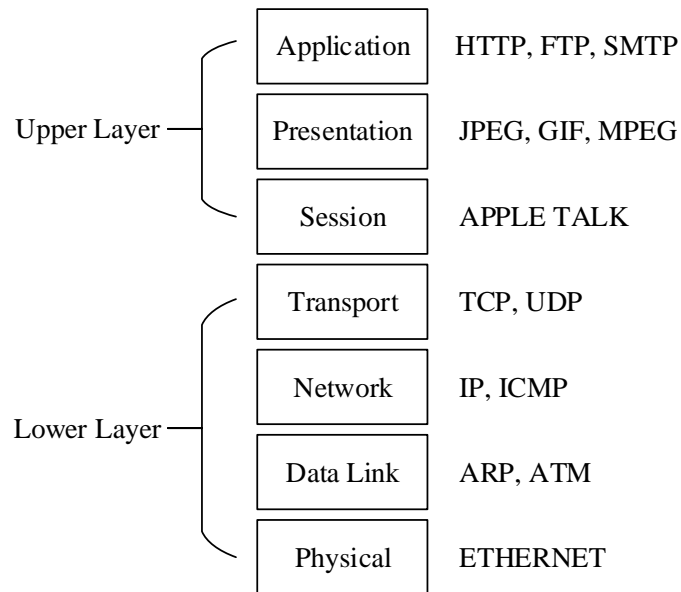 Application HTTP, FTP, SMTP
Upper Layer Presentation JPEG, GIF, MPEG
Session APPLE TALK
Transport TCP, UDP
Network IP, ICMP
Lower Layer
Data Link ARP, ATM
Physical ETHERNET